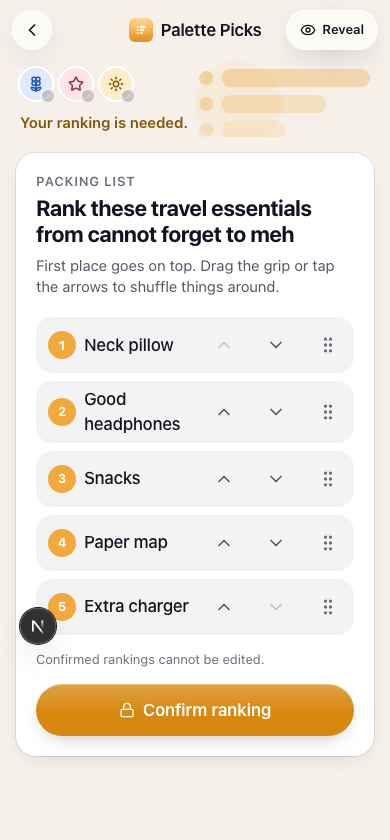 Palette Picks
Reveal
Your ranking is needed.
PACKING LIST
Rank these travel essentials
from cannot forget to meh
First place goes on top. Drag the grip or tap
the arrows to shuffle things around.
1 Neck pillow
2 Good
headphones
3 Snacks
4 Paper map
5 Extra charger
N
Confirmed rankings cannot be edited.
Confirm ranking